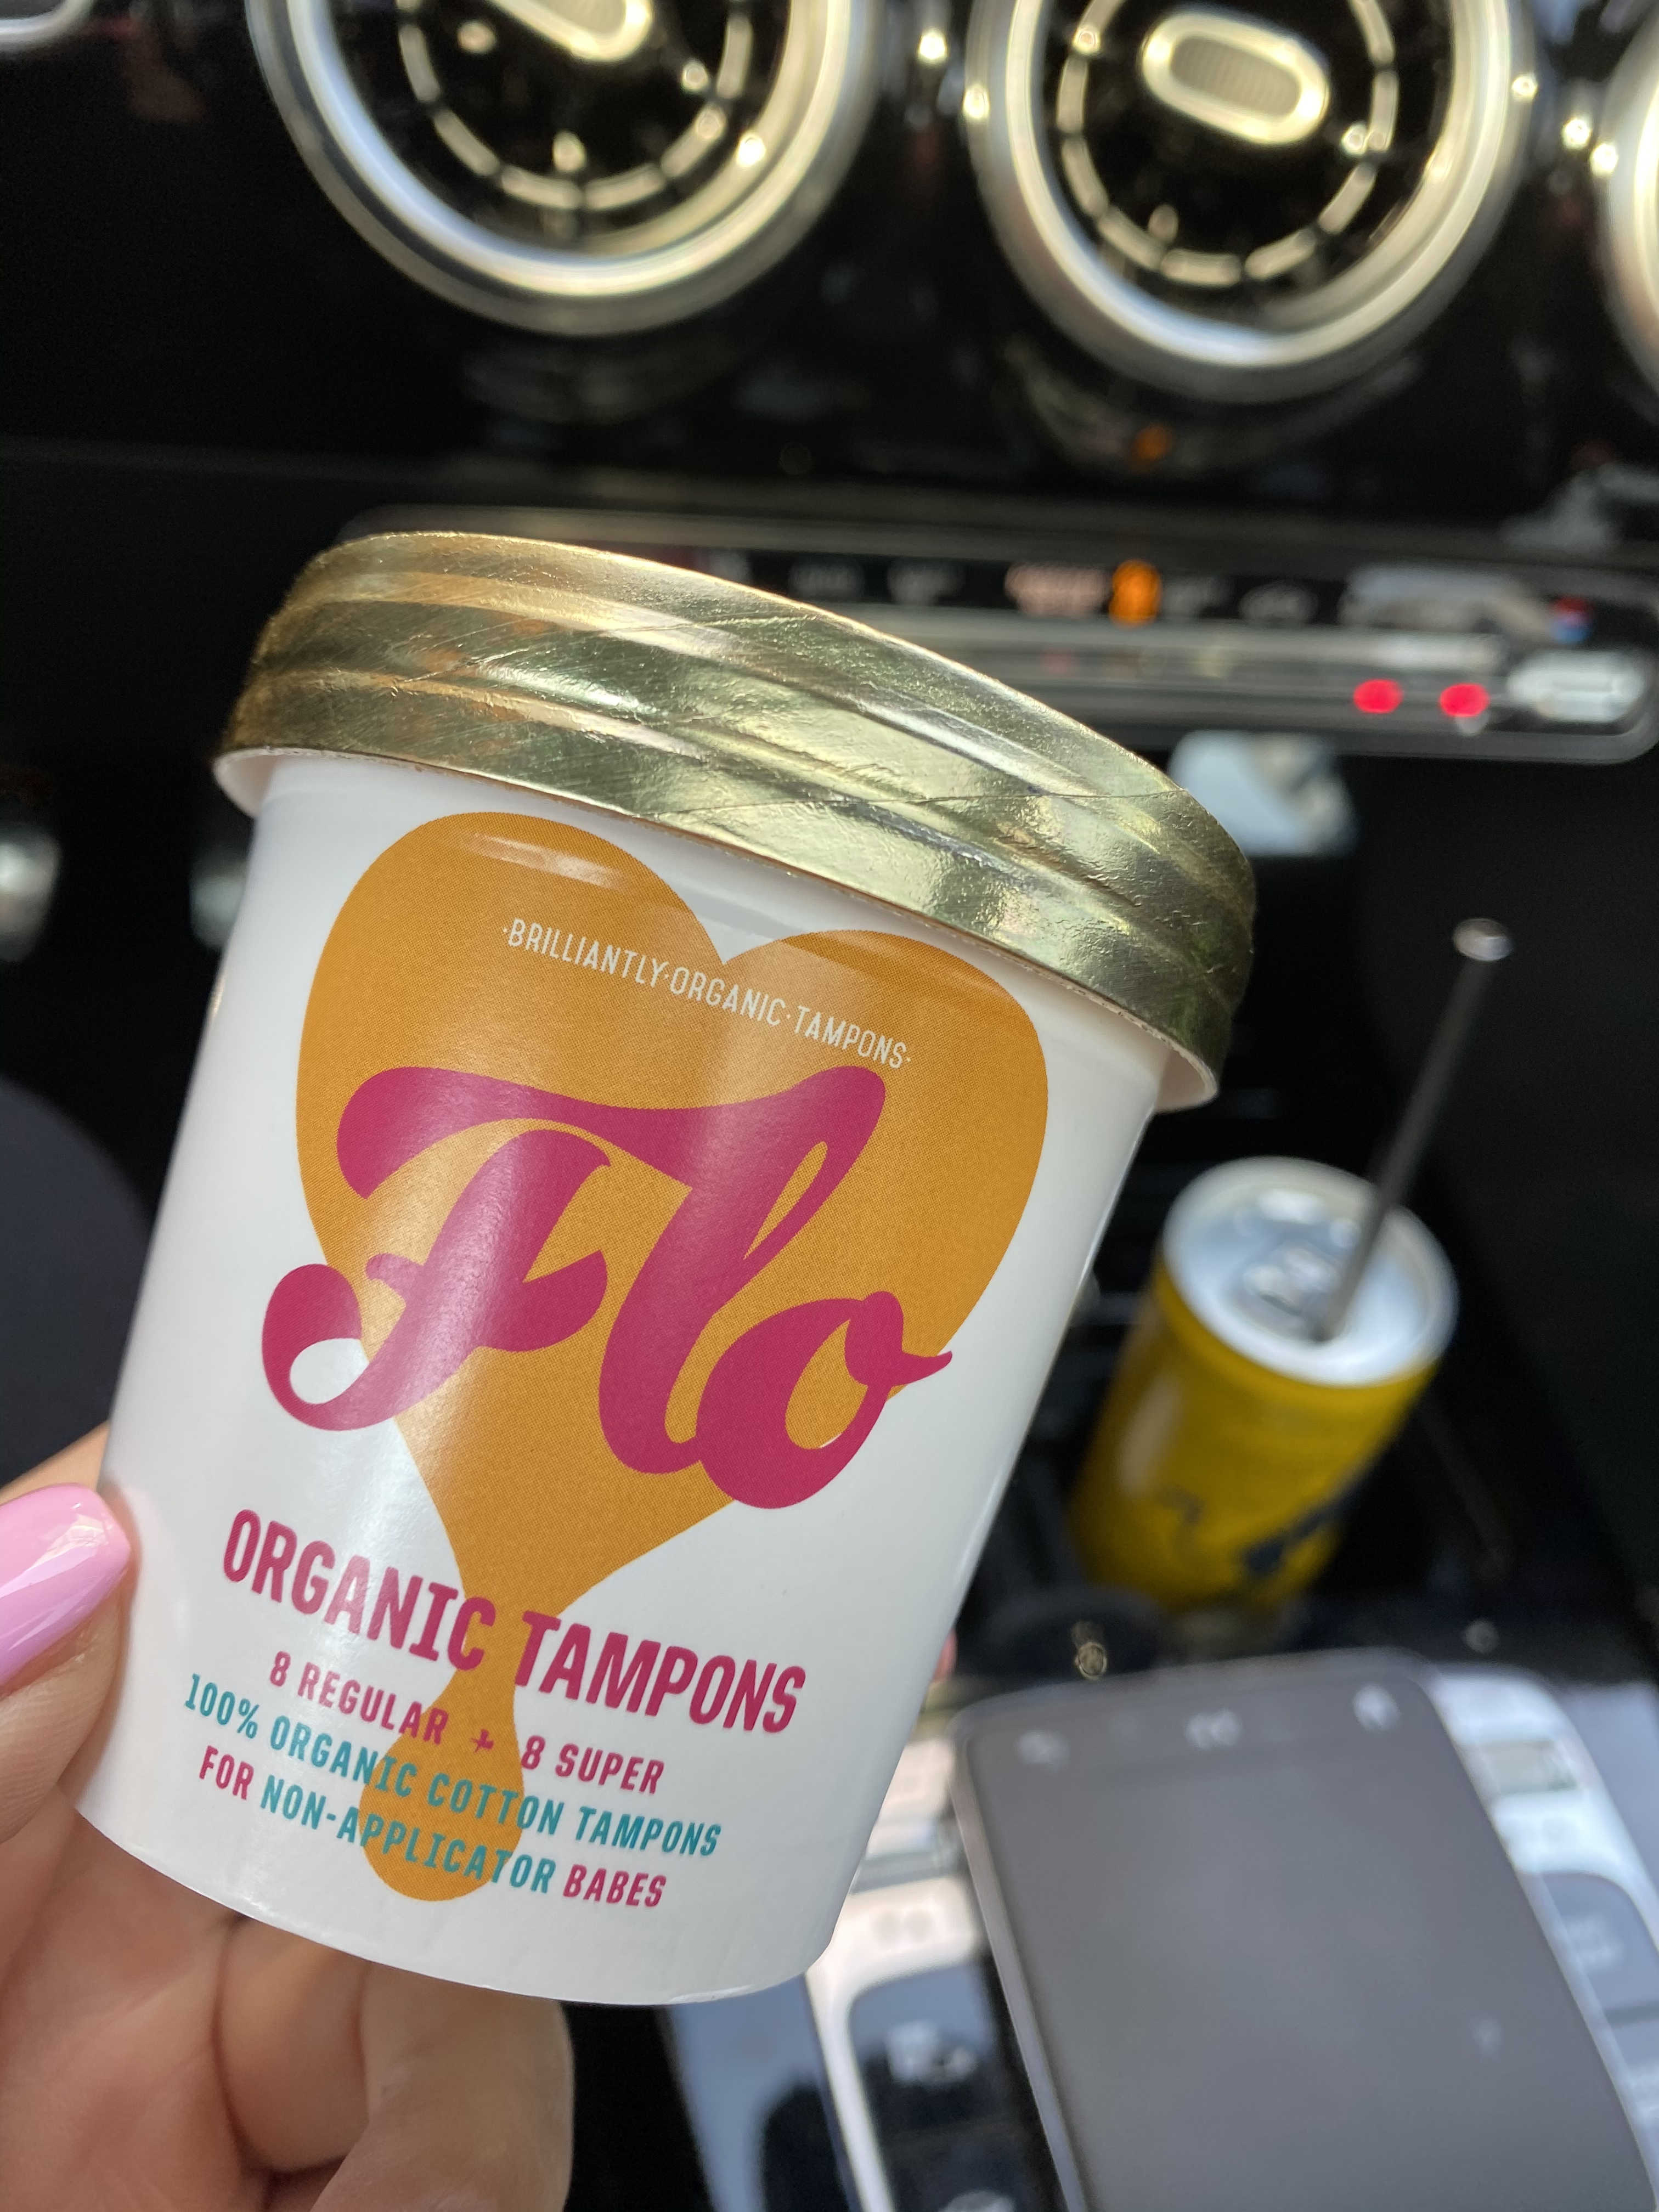 ·BRILLIANTLY·ORGANIC·TAMPONS·
Flo
ORGANIC TAMPONS
8 REGULAR + 8 SUPER
100% ORGANIC COTTON TAMPONS
FOR NON-APPLICATOR BABES